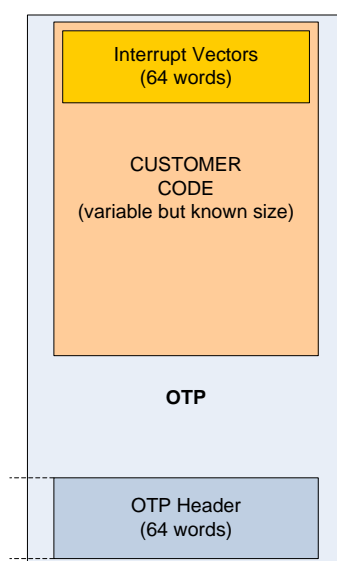 Interrupt Vectors
(64 words)
CUSTOMER
CODE
(variable but known size)
OTP
OTP Header
(64 words)